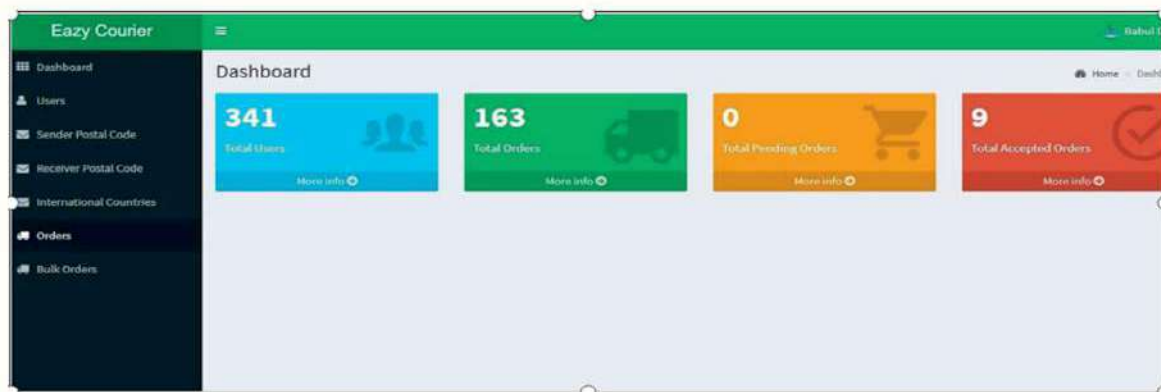 Eazy Courier
Babul
Dashboard
Users
Sender Postal Code
Receiver Postal Code
International Countries
Orders
Bulk Orders
Dashboard
Home
341
Total Users
More info
163
Total Orders
More info
0
Total Pending Orders
More info
9
Total Accepted Orders
More info